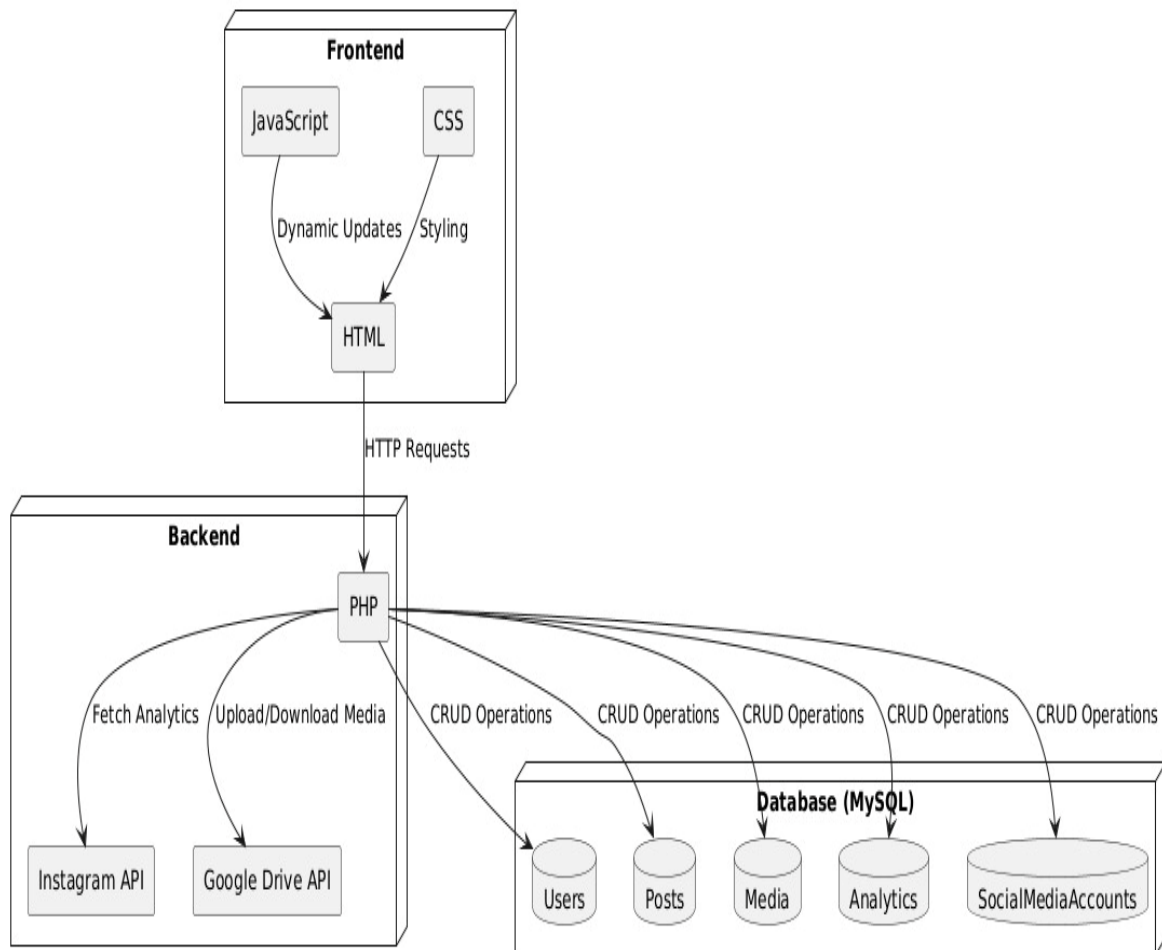 Frontend
JavaScript
CSS
Dynamic Updates
Styling
HTML
HTTP Requests
Backend
PHP
Fetch Analytics
Upload/Download Media
CRUD Operations
CRUD Operations
CRUD Operations
CRUD Operations
CRUD Operations
Database (MySQL)
Instagram API
Google Drive API
Users
Posts
Media
Analytics
SocialMediaAccounts